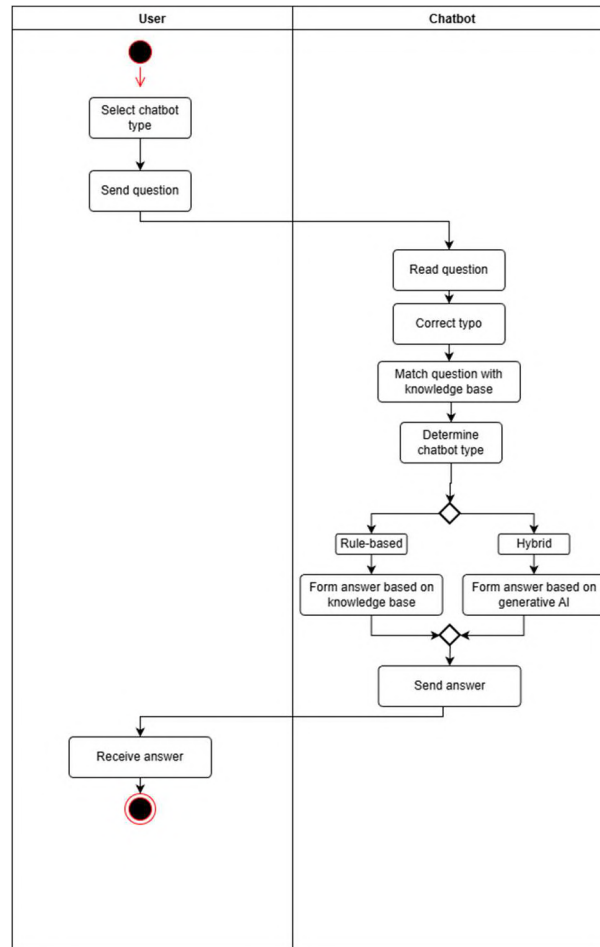 User
Chatbot
Select chatbot
type
Send question
Read question
Correct typo
Match question with
knowledge base
Determine
chatbot type
Rule-based
Hybrid
Form answer based on
knowledge base
Form answer based on
generative AI
Send answer
Receive answer